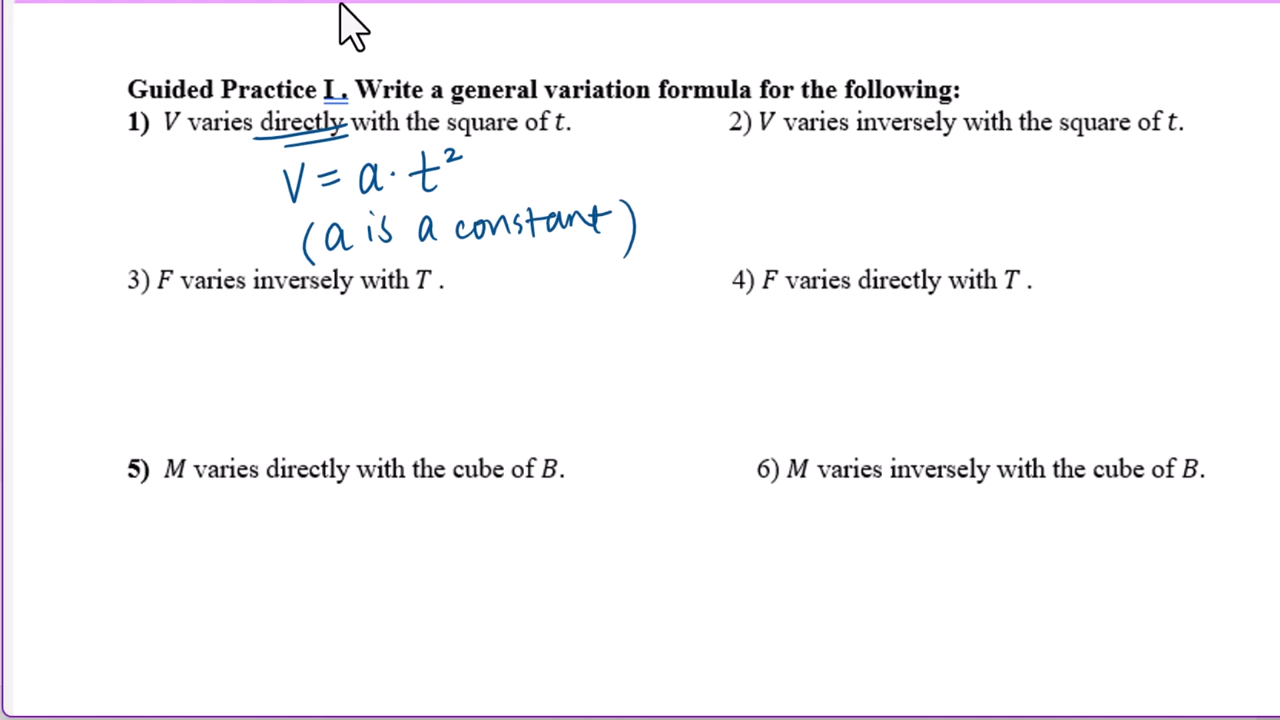 Guided Practice I. Write a general variation formula for the following:
1) V varies directly with the square of t.
V = a · t²
(a is a constant)
2) V varies inversely with the square of t.
3) F varies inversely with T .
4) F varies directly with T .
5) M varies directly with the cube of B.
6) M varies inversely with the cube of B.